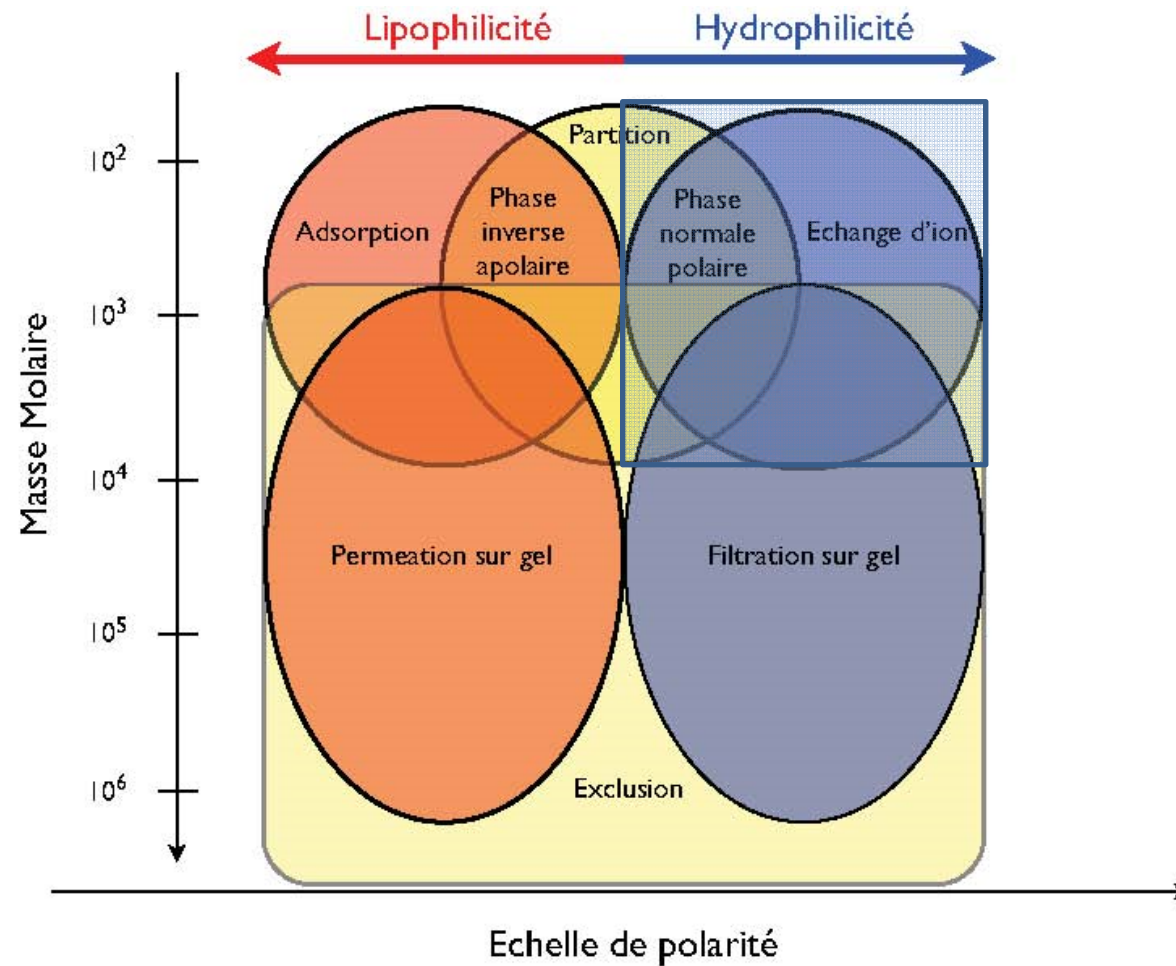 Lipophilicité
Hydrophilicité
Partition
10²
Phase
inverse
apolaire
Phase
normale
polaire
Adsorption
Echange d'ion
10³
Masse Molaire
10⁴
Permeation sur gel
Filtration sur gel
10⁵
10⁶
Exclusion
Echelle de polarité